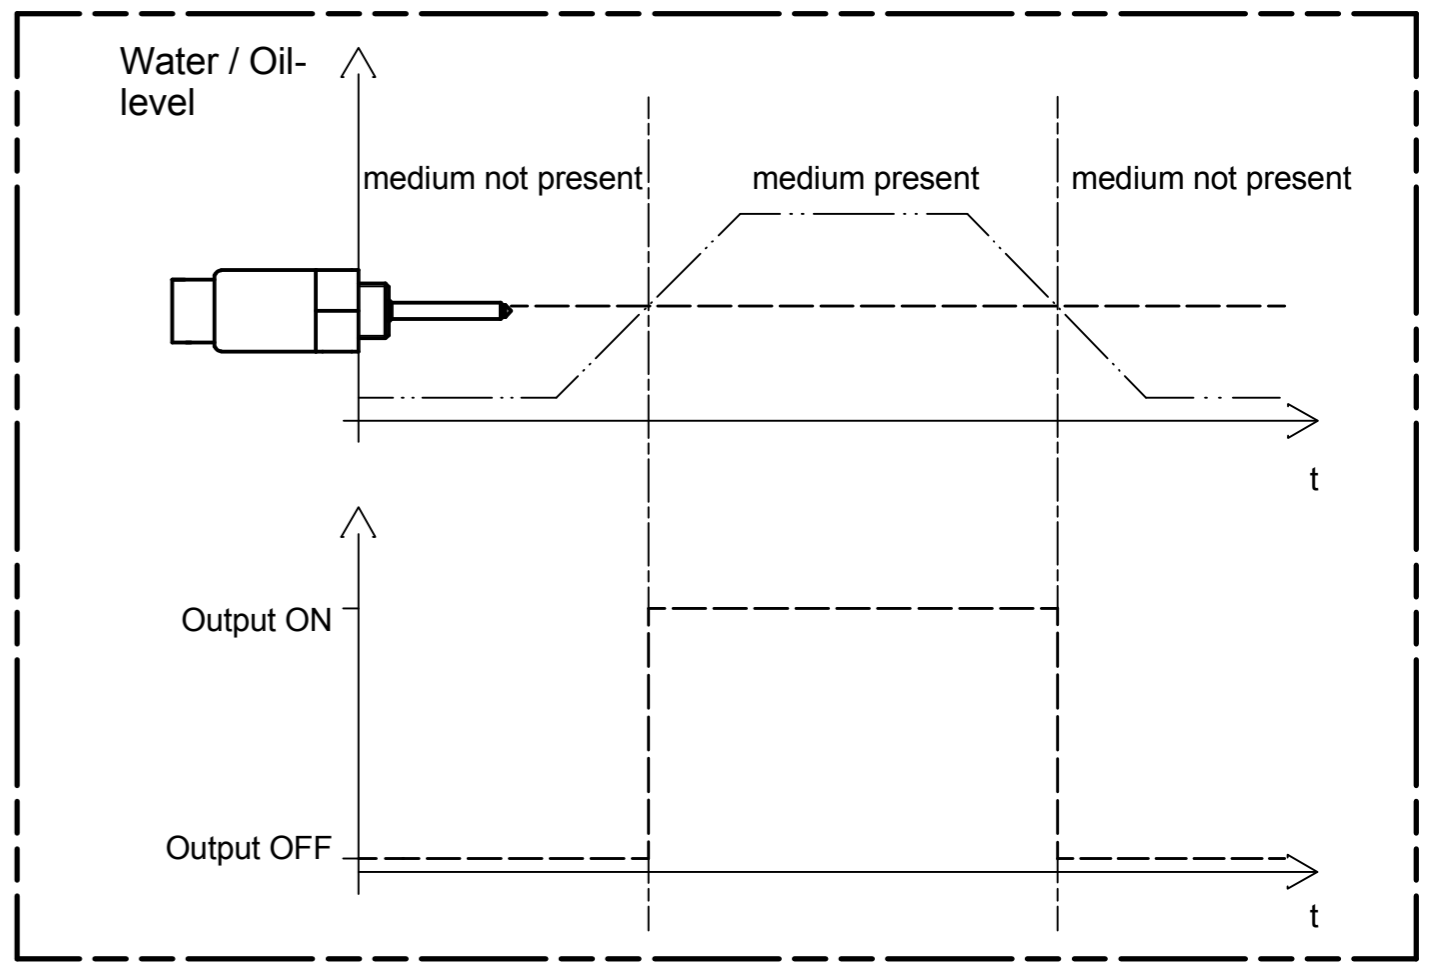 Water / Oil-
level
medium not present
medium present
medium not present
t
Output ON
Output OFF
t